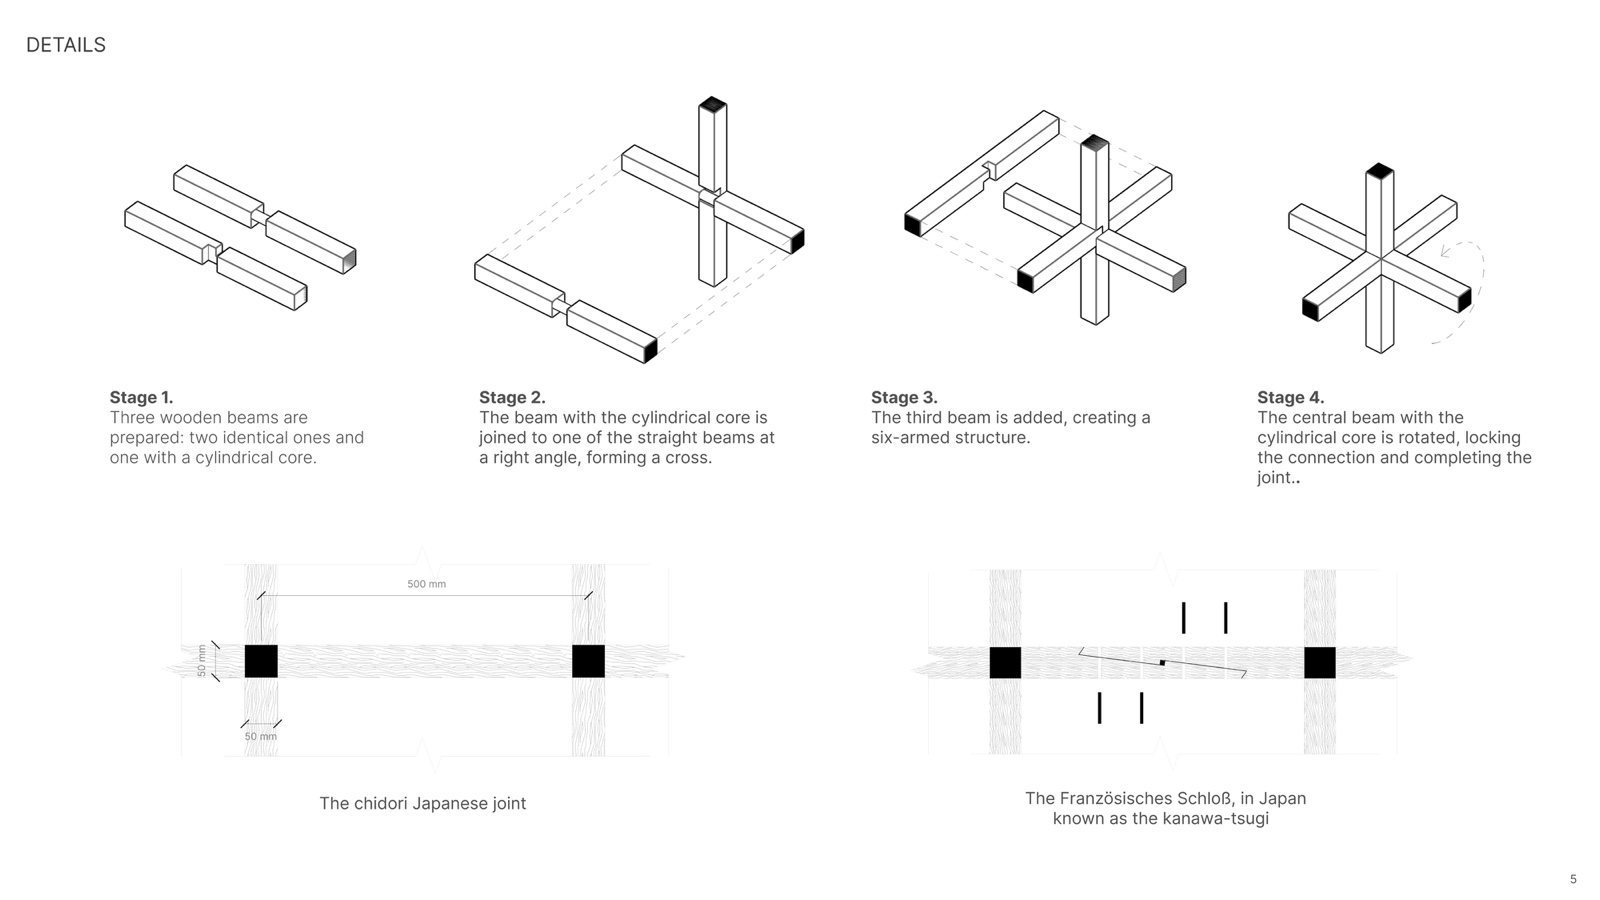 DETAILS
Stage 1.
Three wooden beams are
prepared: two identical ones and
one with a cylindrical core.
Stage 2.
The beam with the cylindrical core is
joined to one of the straight beams at
a right angle, forming a cross.
Stage 3.
The third beam is added, creating a
six-armed structure.
Stage 4.
The central beam with the
cylindrical core is rotated, locking
the connection and completing the
joint..
500 mm
50 mm
50 mm
The chidori Japanese joint
The Französisches Schloß, in Japan
known as the kanawa-tsugi
5